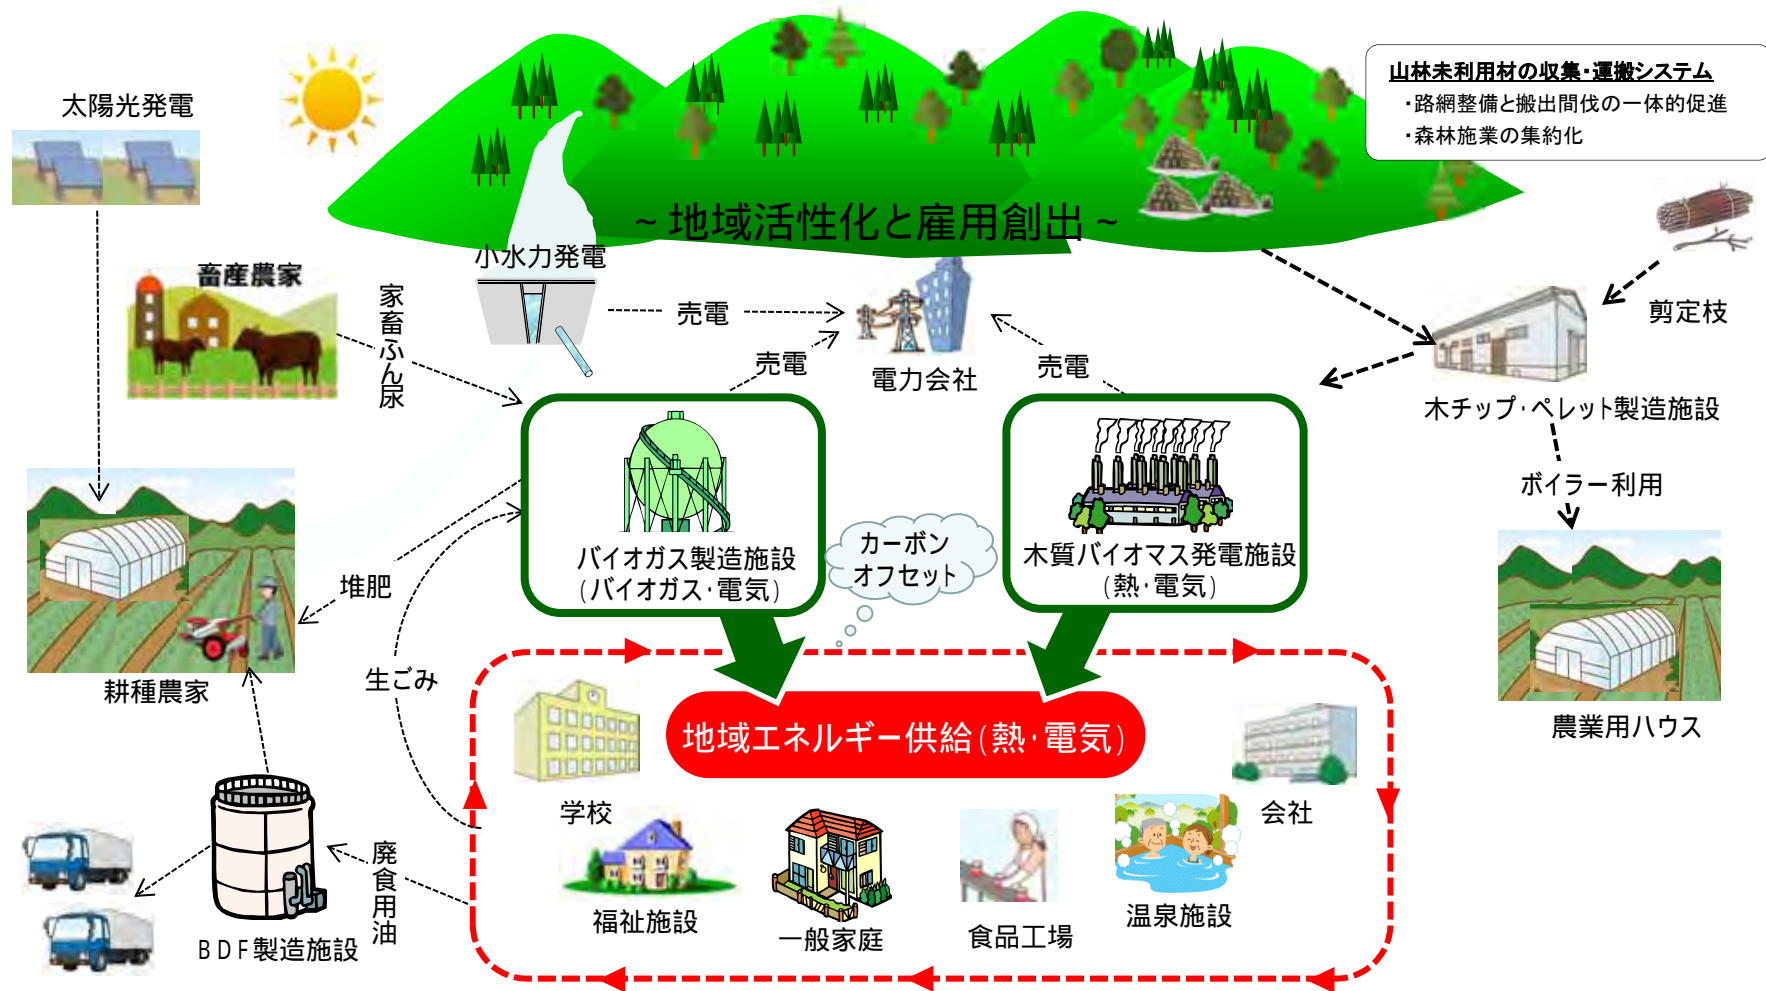 山林未利用材の収集・運搬システム
・路網整備と搬出間伐の一体的促進
・森林施業の集約化
太陽光発電
~ 地域活性化と雇用創出 ~
小水力発電
畜産農家
家畜ふん尿
売電
売電
電力会社
売電
剪定枝
木チップ・ペレット製造施設
ボイラー利用
バイオガス製造施設
(バイオガス・電気)
カーボン
オフセット
木質バイオマス発電施設
(熱・電気)
堆肥
耕種農家
生ごみ
農業用ハウス
地域エネルギー供給(熱・電気)
学校
会社
廃食用油
福祉施設
一般家庭
食品工場
温泉施設
BDF製造施設